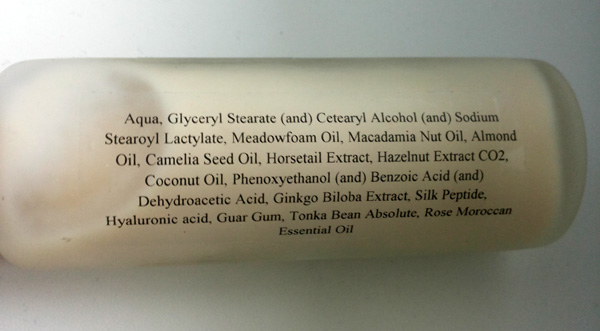 Aqua, Glyceryl Stearate (and) Cetearyl Alcohol (and) Sodium
Stearoyl Lactylate, Meadowfoam Oil, Macadamia Nut Oil, Almond
Oil, Camelia Seed Oil, Horsetail Extract, Hazelnut Extract CO2,
Coconut Oil, Phenoxyethanol (and) Benzoic Acid (and)
Dehydroacetic Acid, Ginkgo Biloba Extract, Silk Peptide,
Hyaluronic acid, Guar Gum, Tonka Bean Absolute, Rose Moroccan
Essential Oil